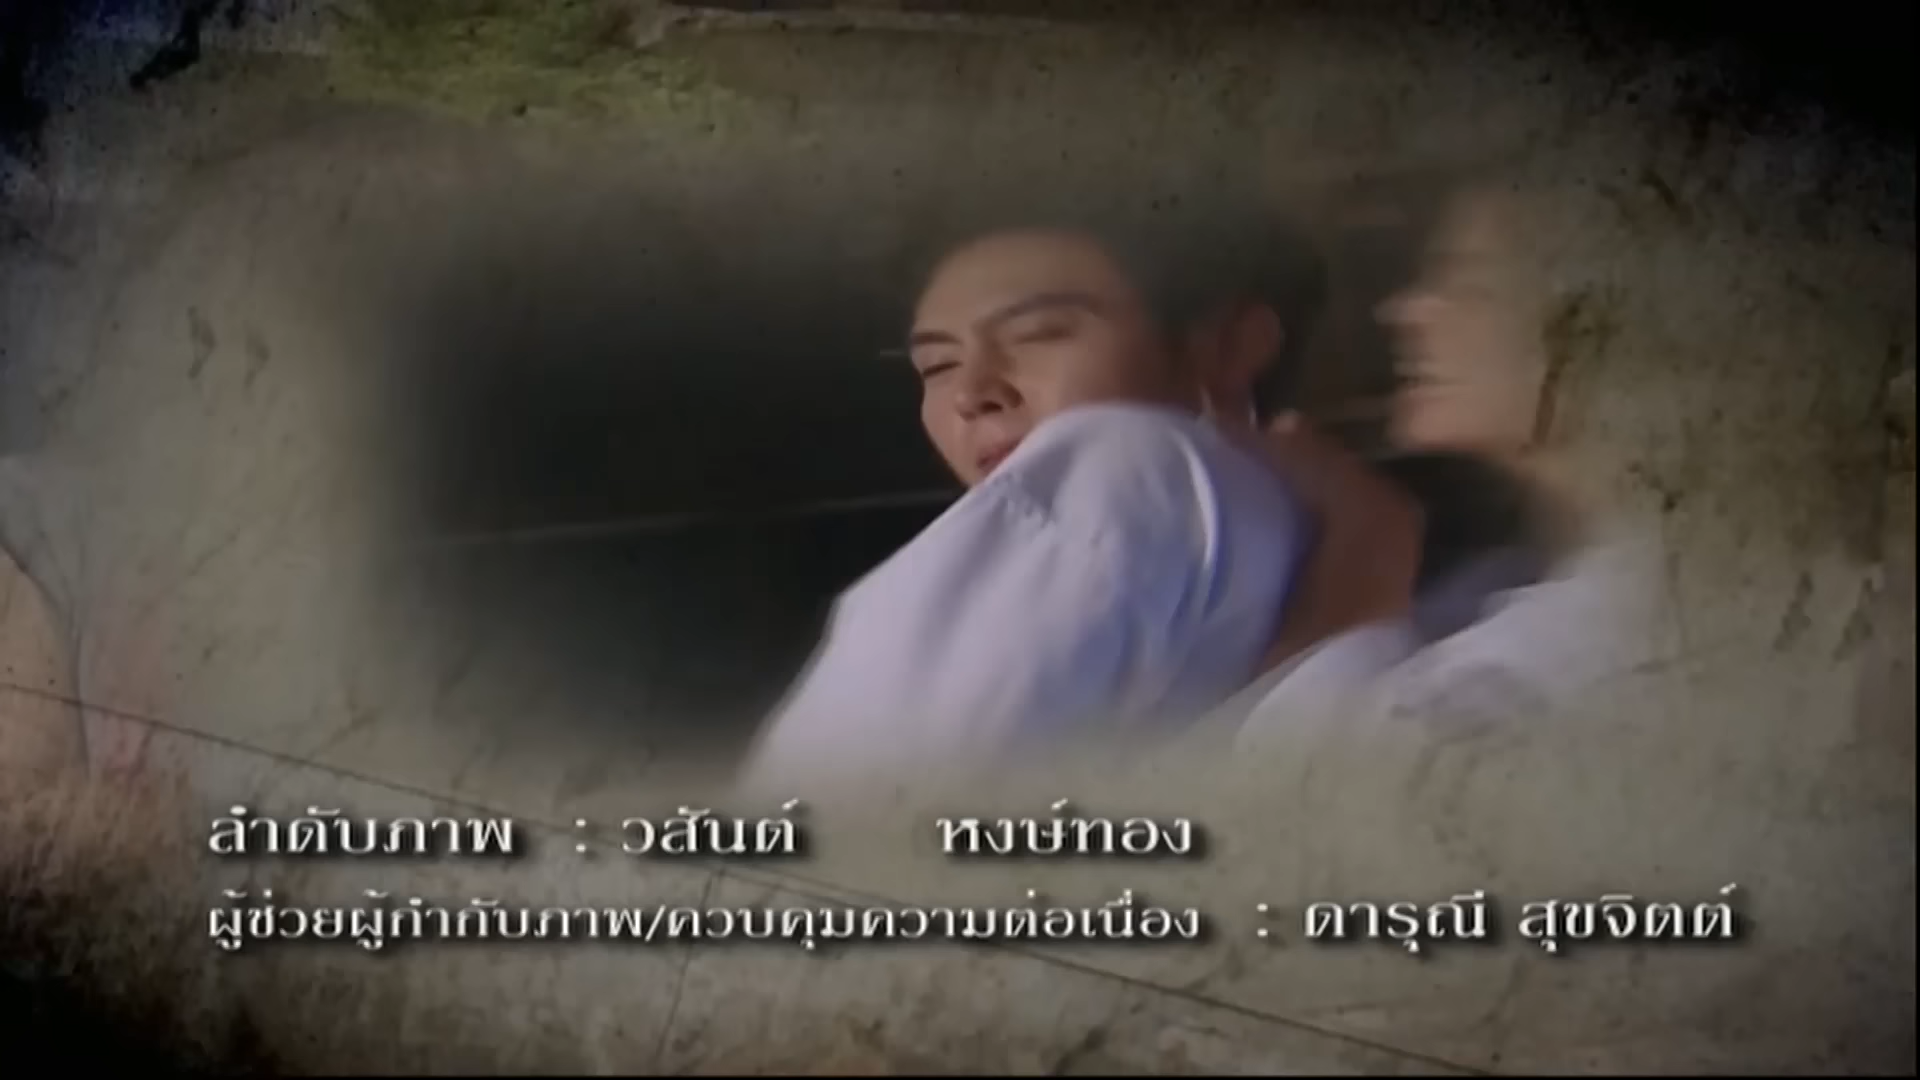 ลำดับภาพ : วสันต์ หงษ์ทอง
ผู้ช่วยผู้กำกับภาพ/ควบคุมความต่อเนื่อง : ดารุณี สุขจิตต์